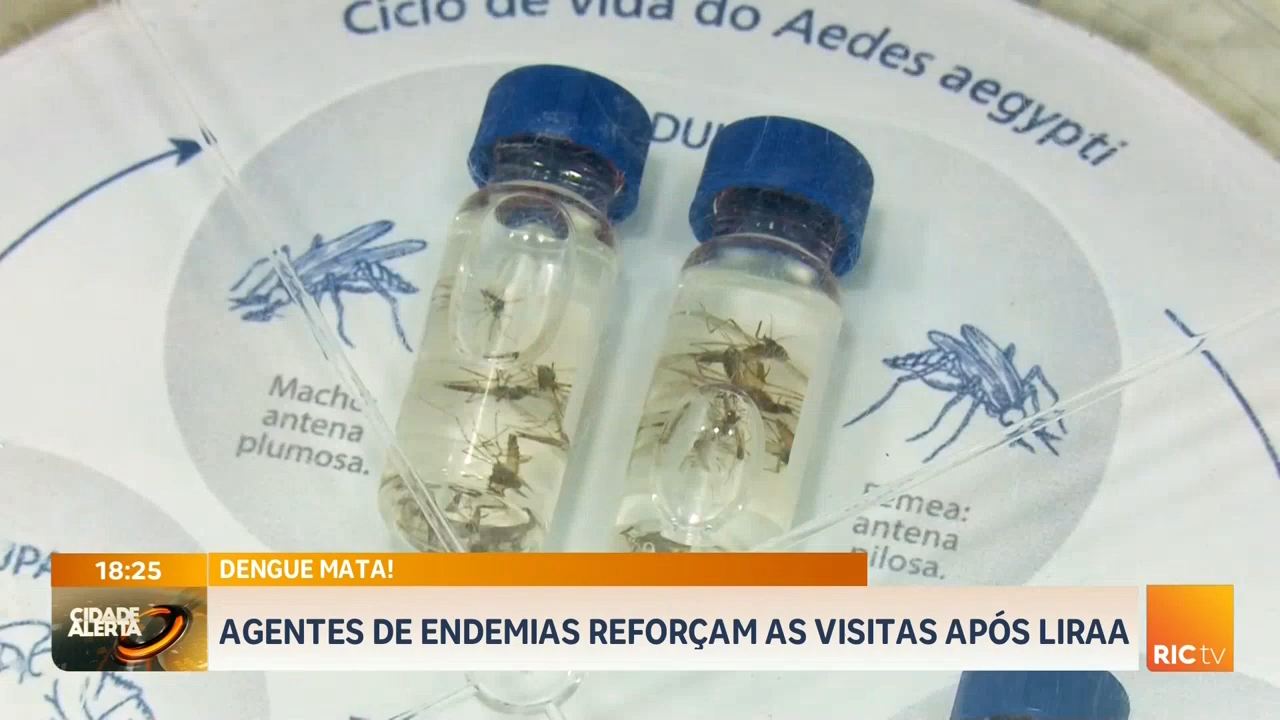 Ciclo de vida do Aedes aegypti
Macho
antena
plumosa.
antena
pilosa.
18:25
DENGUE MATA!
CIDADE
ALERTA
AGENTES DE ENDEMIAS REFORÇAM AS VISITAS APÓS LIRAA
RIC tv